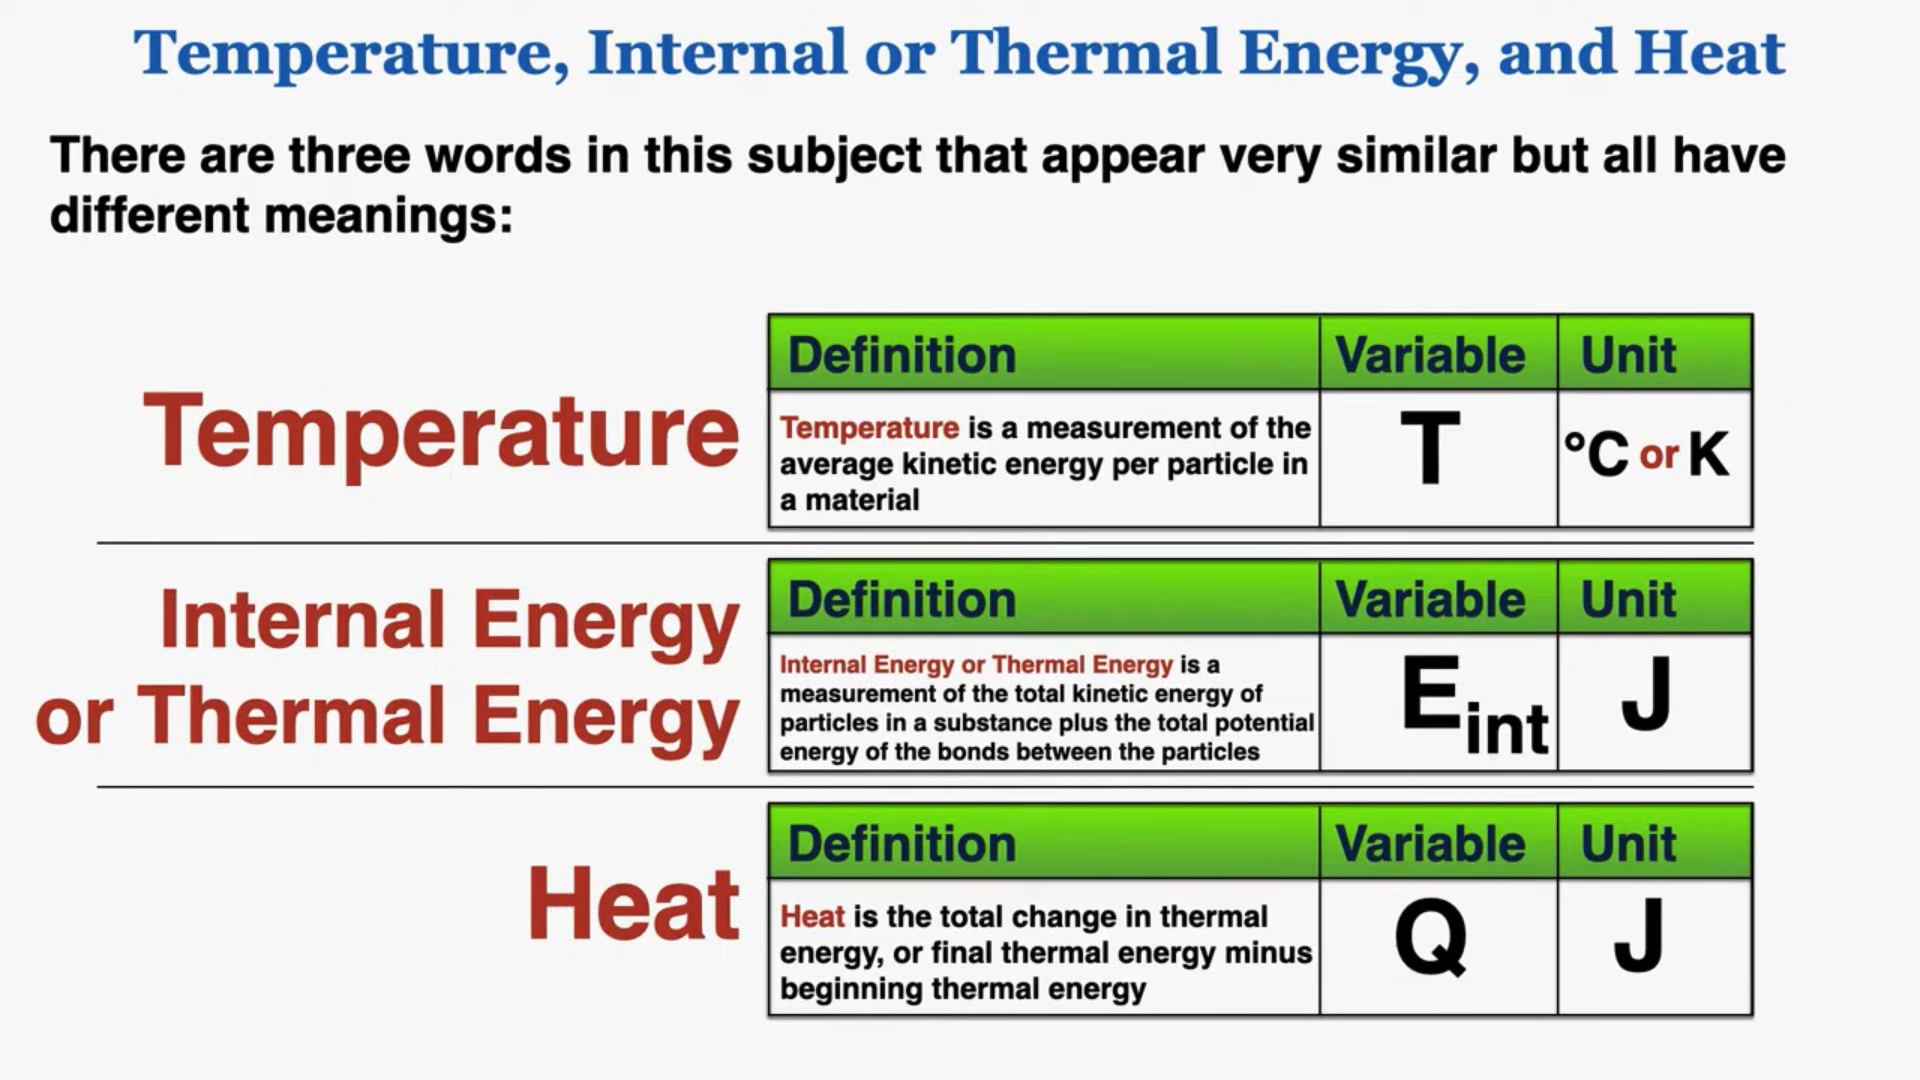 Temperature, Internal or Thermal Energy, and Heat
There are three words in this subject that appear very similar but all have
different meanings:
Temperature
Definition Variable Unit
Temperature is a measurement of the
average kinetic energy per particle in
a material
T
°C or K
Internal Energy
or Thermal Energy
Definition Variable Unit
Internal Energy or Thermal Energy is a
measurement of the total kinetic energy of
particles in a substance plus the total potential
energy of the bonds between the particles
Eint
J
Heat
Definition Variable Unit
Heat is the total change in thermal
energy, or final thermal energy minus
beginning thermal energy
Q
J